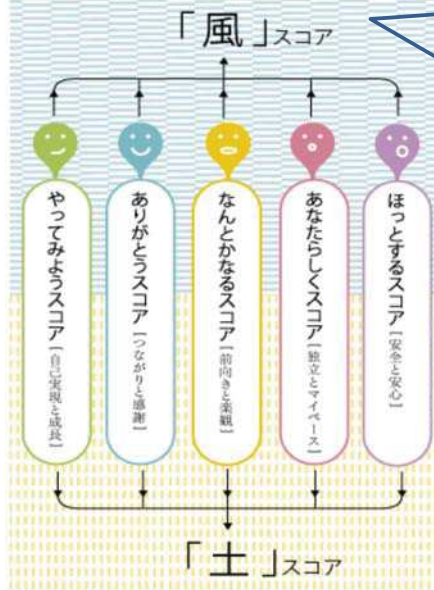 「風」スコア
やってみようスコア [自己実現と成長]
ありがとうスコア [つながりと感謝]
なんとかなるスコア [前向きと楽観]
あなたらしくスコア [独立とマイペース]
ほっとするスコア [安全と安心]
「土」スコア